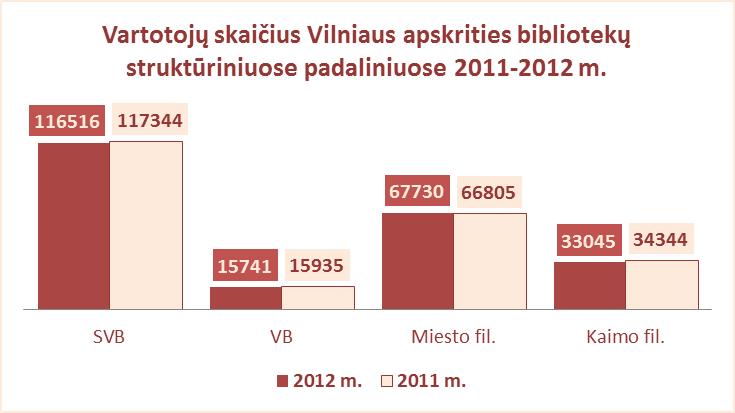 Vartotojų skaičius Vilniaus apskrities bibliotekų
struktūriniuose padaliniuose 2011-2012 m.
116516 117344
15741 15935
67730 66805
33045 34344
SVB VB Miesto fil. Kaimo fil.
2012 m. 2011 m.